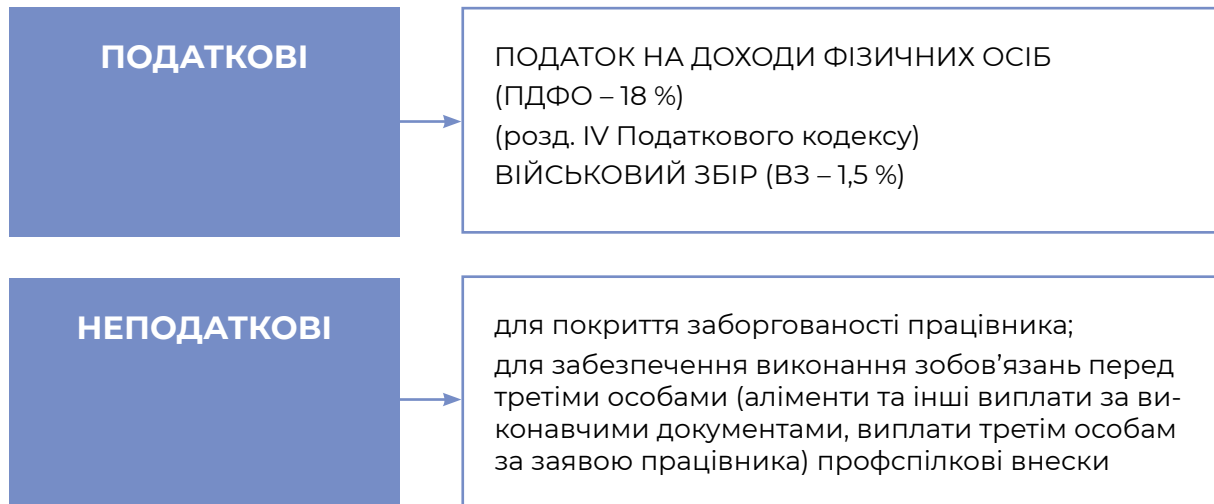 ПОДАТКОВІ
ПОДАТОК НА ДОХОДИ ФІЗИЧНИХ ОСІБ
(ПДФО – 18 %)
(розд. IV Податкового кодексу)
ВІЙСЬКОВИЙ ЗБІР (ВЗ – 1,5 %)
НЕПОДАТКОВІ
для покриття заборгованості працівника;
для забезпечення виконання зобов’язань перед
третіми особами (аліменти та інші виплати за ви-
конавчими документами, виплати третім особам
за заявою працівника) профспілкові внески